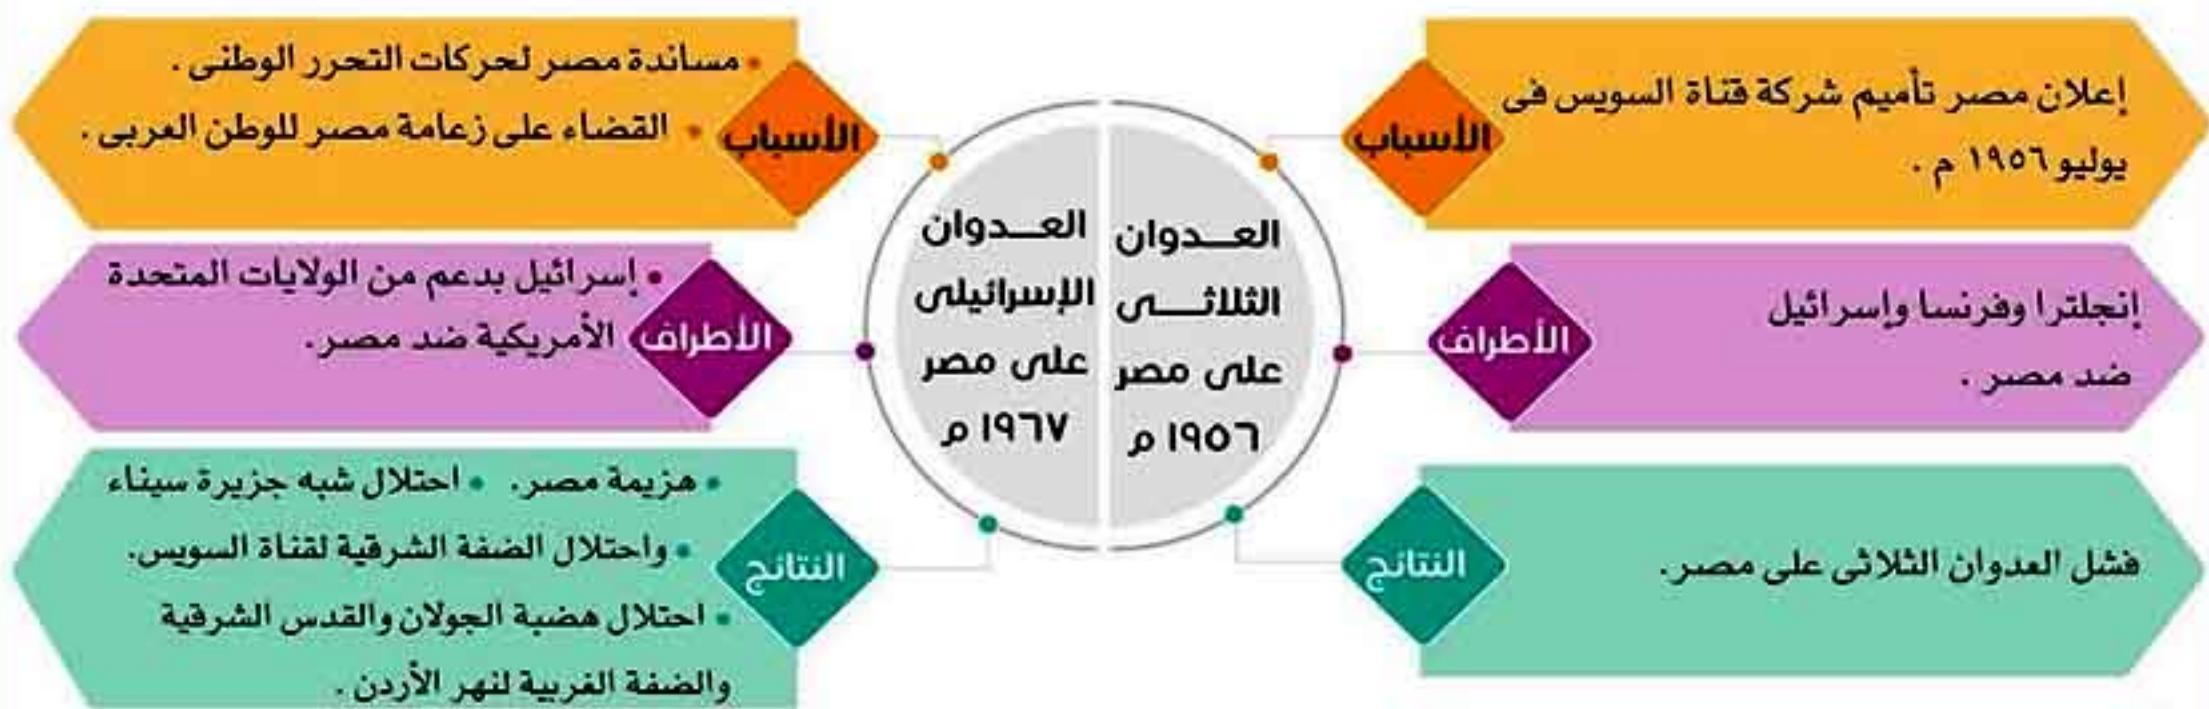 إعلان مصر تأميم شركة قناة السويس فى
يوليو ١٩٥٦ م .
الأسباب
إنجلترا وفرنسا وإسرائيل
ضد مصر .
الأطراف
فشل العدوان الثلاثى على مصر.
النتائج
العـــدوان
الثلاثـــى
على مصر
١٩٥٦ م
العـــدوان
الإسرائيلى
على مصر
١٩٦٧ م
الأسباب
• مساندة مصر لحركات التحرر الوطنى .
• القضاء على زعامة مصر للوطن العربى .
الأطراف
• إسرائيل بدعم من الولايات المتحدة
الأمريكية ضد مصر.
النتائج
• هزيمة مصر. • احتلال شبه جزيرة سيناء
• واحتلال الضفة الشرقية لقناة السويس.
• احتلال هضبة الجولان والقدس الشرقية
والضفة الغربية لنهر الأردن .